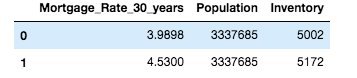 Mortgage_Rate_30_years Population Inventory
0 3.9898 3337685 5002
1 4.5300 3337685 5172